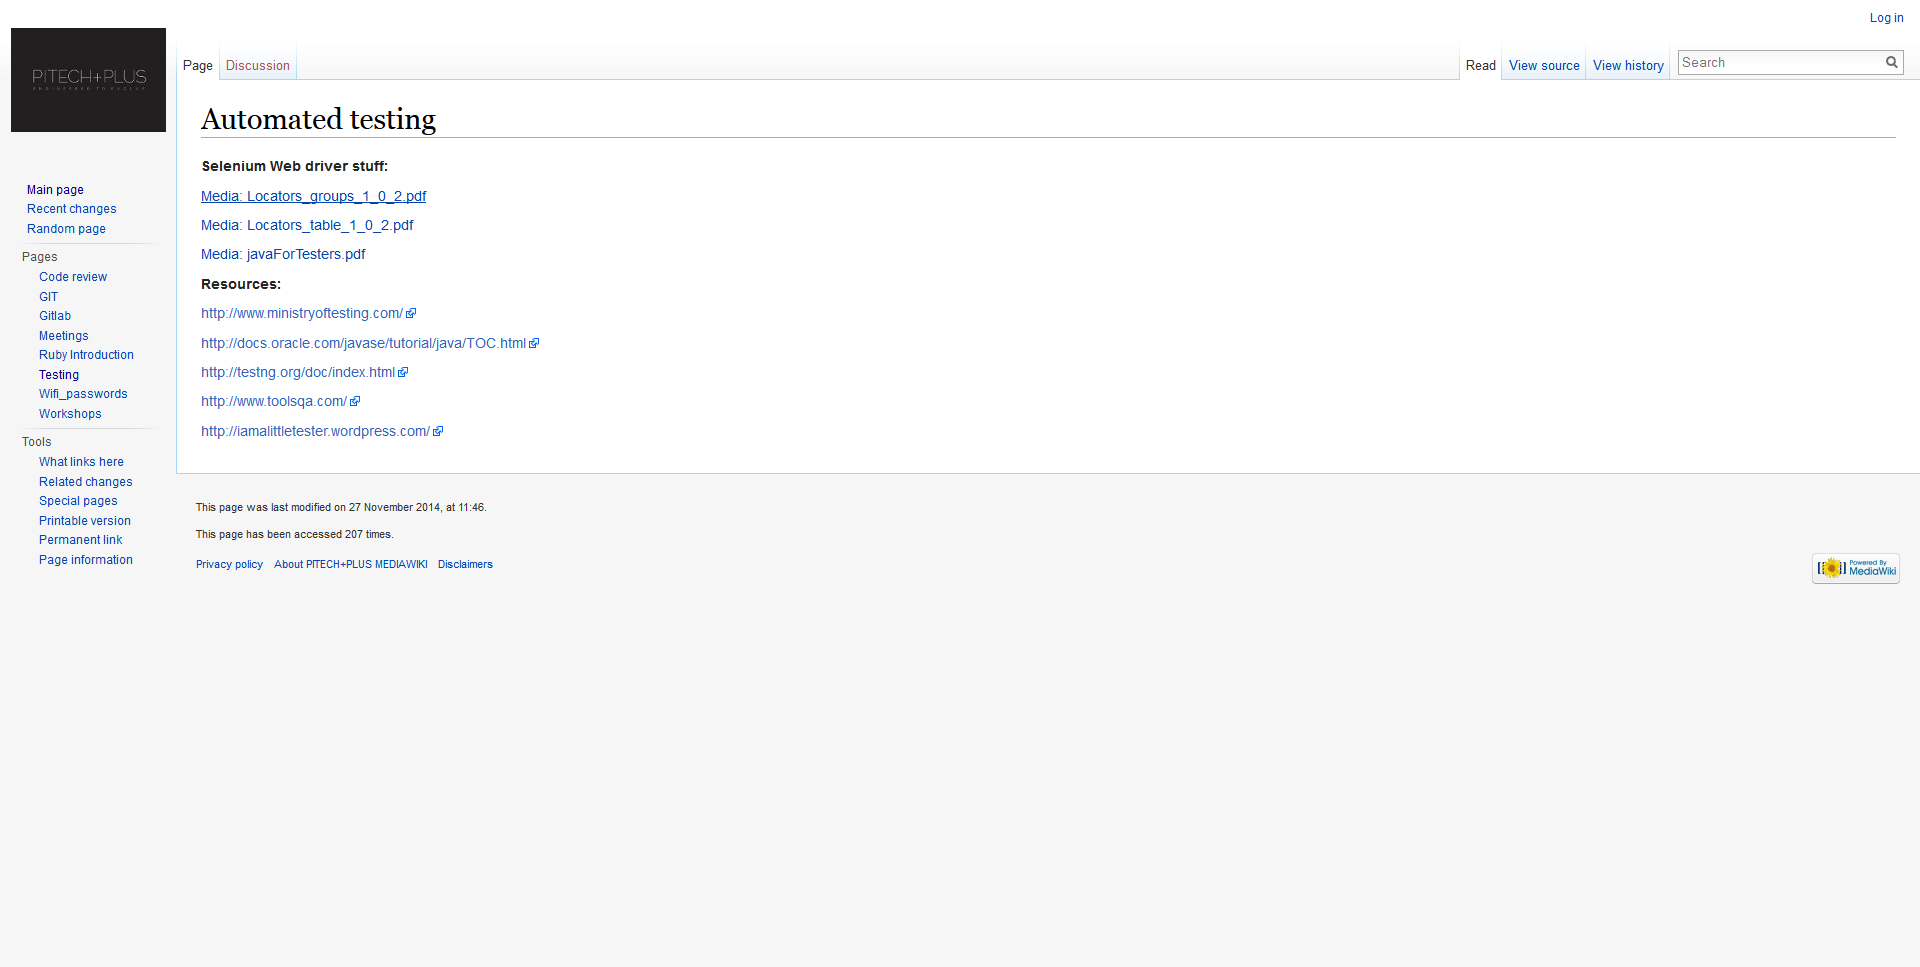 Log in
PITECH+PLUS
ENGINEERED TO EVOLVE
Page
Discussion
Read
View source
View history
Search
Automated testing
Selenium Web driver stuff:
Media: Locators_groups_1_0_2.pdf
Media: Locators_table_1_0_2.pdf
Media: javaForTesters.pdf
Resources:
http://www.ministryoftesting.com/
http://docs.oracle.com/javase/tutorial/java/TOC.html
http://testng.org/doc/index.html
http://www.toolsqa.com/
http://iamalittletester.wordpress.com/
Main page
Recent changes
Random page
Pages
Code review
GIT
Gitlab
Meetings
Ruby Introduction
Testing
Wifi_passwords
Workshops
Tools
What links here
Related changes
Special pages
Printable version
Permanent link
Page information
This page was last modified on 27 November 2014, at 11:46.
This page has been accessed 207 times.
Privacy policy
About PITECH+PLUS MEDIAWIKI
Disclaimers
Powered By
MediaWiki